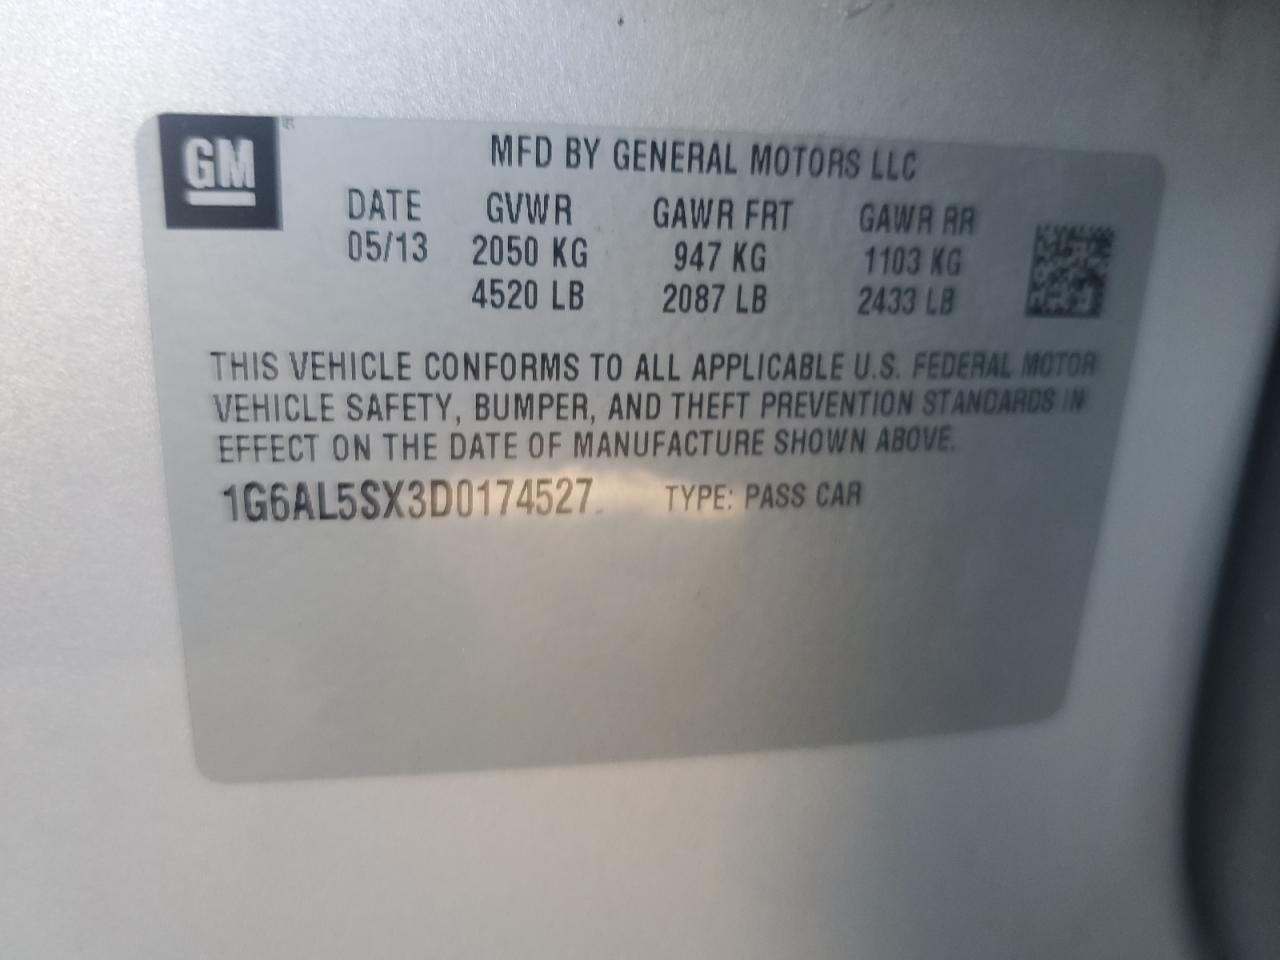 GM
MFD BY GENERAL MOTORS LLC
DATE GVWR GAWR FRT GAWR RR
05/13 2050 KG 947 KG 1103 KG
4520 LB 2087 LB 2433 LB
THIS VEHICLE CONFORMS TO ALL APPLICABLE U.S. FEDERAL MOTOR
VEHICLE SAFETY, BUMPER, AND THEFT PREVENTION STANDARDS IN
EFFECT ON THE DATE OF MANUFACTURE SHOWN ABOVE.
1G6AL5SX3D0174527 TYPE: PASS CAR